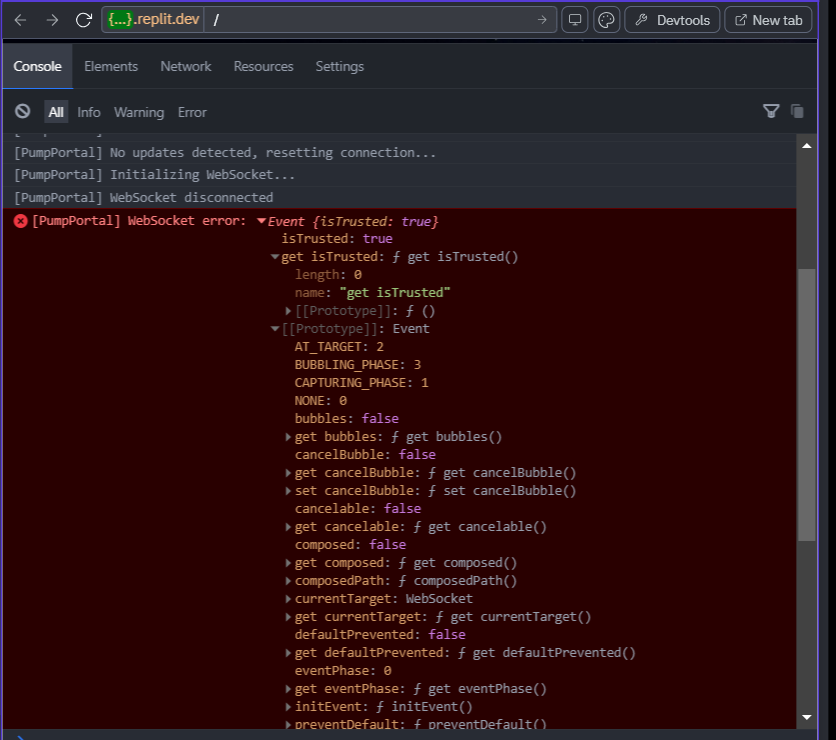 {...}.replit.dev /
Devtools
New tab
Console Elements Network Resources Settings
All Info Warning Error
[PumpPortal] No updates detected, resetting connection...
[PumpPortal] Initializing WebSocket...
[PumpPortal] WebSocket disconnected
[PumpPortal] WebSocket error: ▼Event {isTrusted: true}
isTrusted: true
▼get isTrusted: ƒ get isTrusted()
length: 0
name: "get isTrusted"
▶[[Prototype]]: ƒ ()
▼[[Prototype]]: Event
AT_TARGET: 2
BUBBLING_PHASE: 3
CAPTURING_PHASE: 1
NONE: 0
bubbles: false
▶get bubbles: ƒ get bubbles()
cancelBubble: false
▶get cancelBubble: ƒ get cancelBubble()
▶set cancelBubble: ƒ set cancelBubble()
cancelable: false
▶get cancelable: ƒ get cancelable()
composed: false
▶get composed: ƒ get composed()
▶composedPath: ƒ composedPath()
▶currentTarget: WebSocket
▶get currentTarget: ƒ get currentTarget()
defaultPrevented: false
▶get defaultPrevented: ƒ get defaultPrevented()
eventPhase: 0
▶get eventPhase: ƒ get eventPhase()
▶initEvent: ƒ initEvent()
▶preventDefault: ƒ preventDefault()